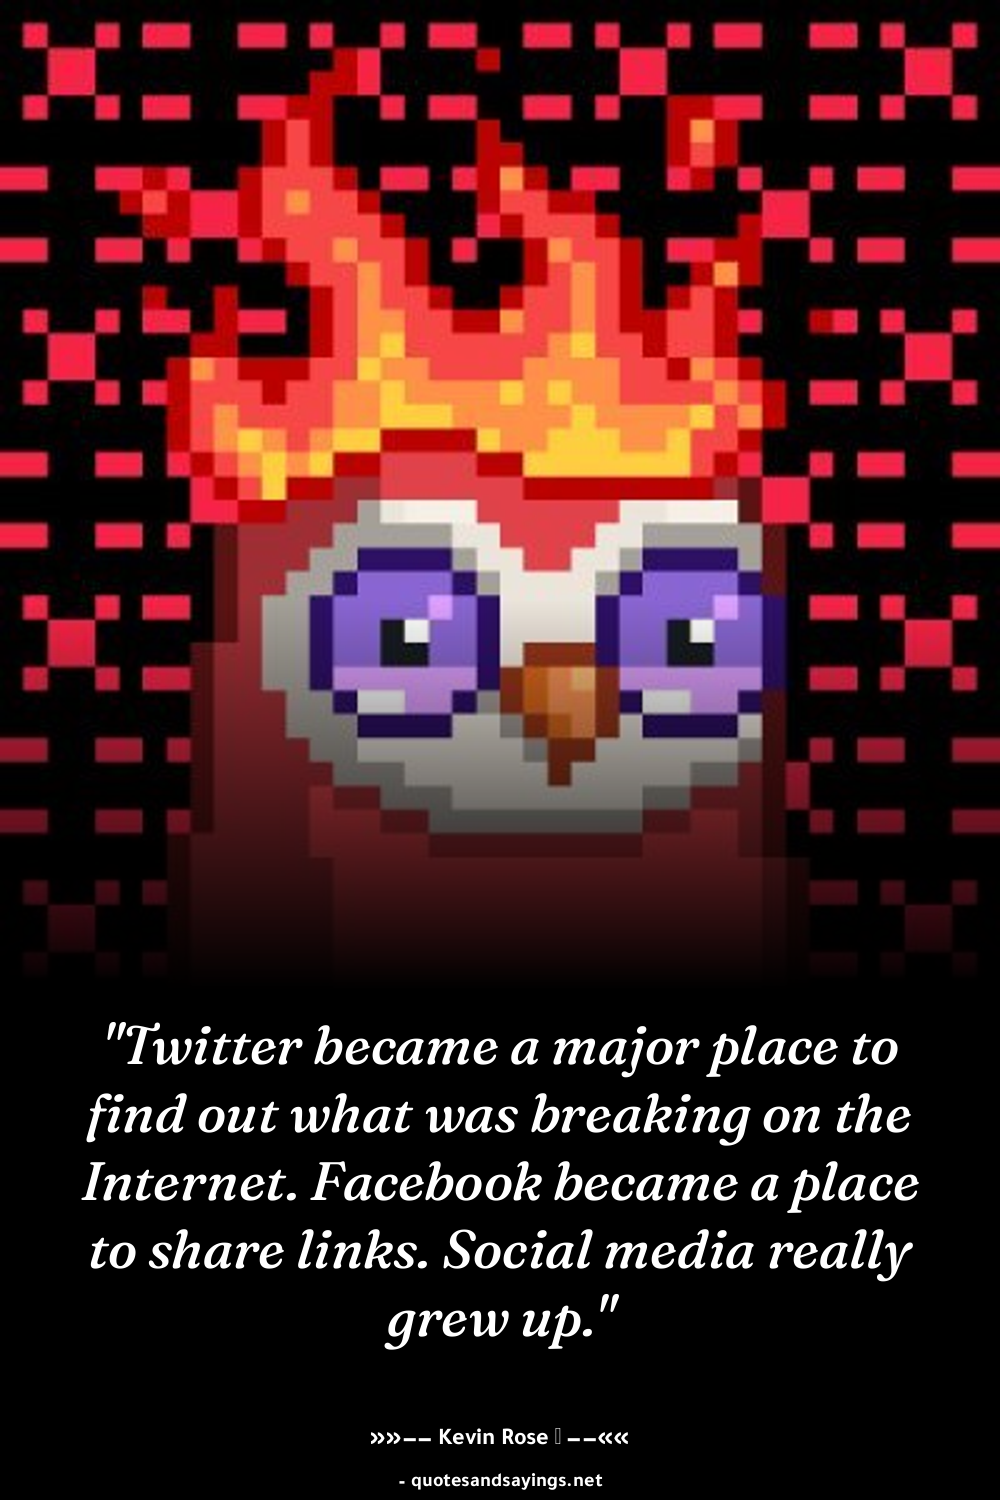 "Twitter became a major place to
find out what was breaking on the
Internet. Facebook became a place
to share links. Social media really
grew up."
»»−− Kevin Rose −−««
- quotesandsayings.net